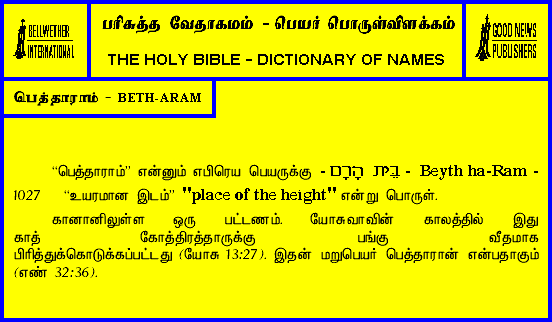 BELLWETHER
INTERNATIONAL
பரிசுத்த வேதாகமம் - பெயர் பொருள்விளக்கம்
THE HOLY BIBLE - DICTIONARY OF NAMES
GOOD NEWS
PUBLISHERS
பெத்தாராம் - BETH-ARAM
“பெத்தாராம்” என்னும் எபிரெய பெயருக்கு - בֵּית הָרָם - Beyth ha-Ram -
1027 “உயரமான இடம்” "place of the height" என்று பொருள்.
கானானிலுள்ள ஒரு பட்டணம். யோசுவாவின் காலத்தில் இது
காத் கோத்திரத்தாருக்கு பங்கு வீதமாக
பிரித்துக்கொடுக்கப்பட்டது (யோசு 13:27). இதன் மறுபெயர் பெத்தாரான் என்பதாகும்
(எண் 32:36).